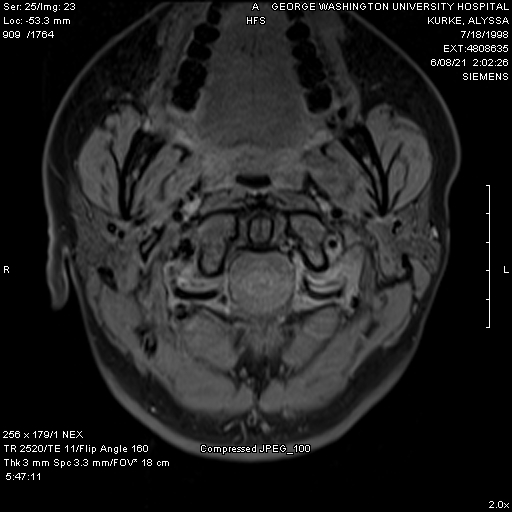 Ser: 25/Img: 23
Loc: -53.3 mm
909 /1764
A GEORGE WASHINGTON UNIVERSITY HOSPITAL
HFS
KURKE, ALYSSA
7/18/1998
EXT:4808635
6/08/21 2:02:26
SIEMENS
R
L
256 x 179/1 NEX
TR 2520/TE 11/Flip Angle 160
Thk 3 mm Spc 3.3 mm/FOV* 18 cm
5:47:11
Compressed JPEG_100
2.0x